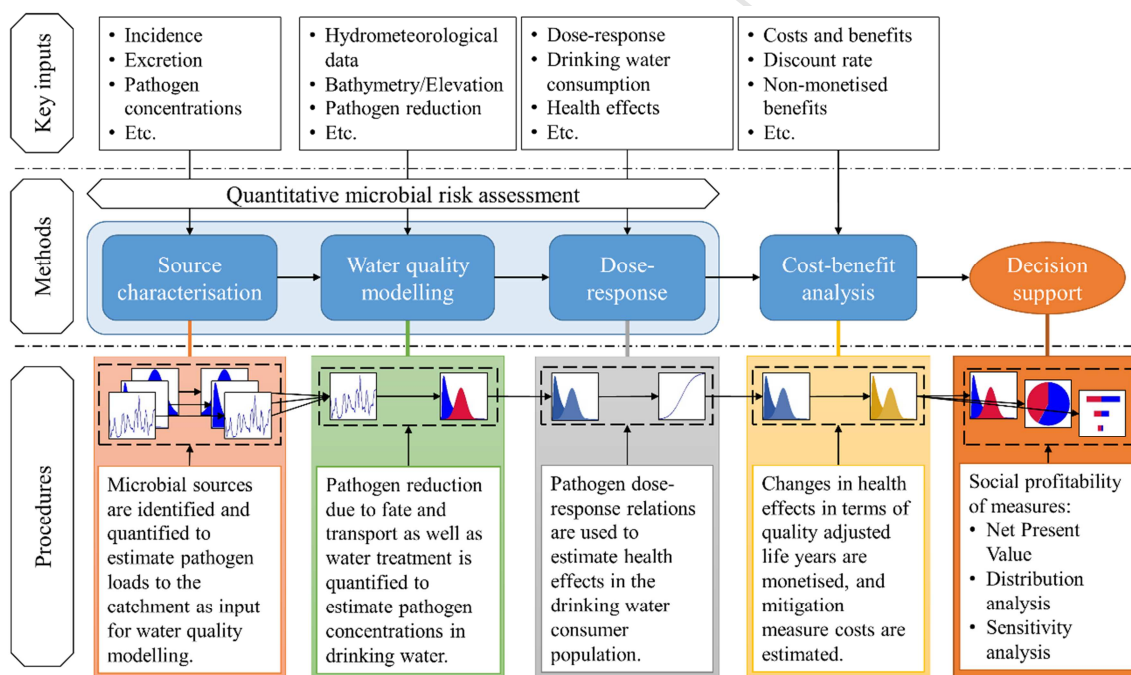 Key inputs
• Incidence
• Excretion
• Pathogen
concentrations
• Etc.
• Hydrometeorological
data
• Bathymetry/Elevation
• Pathogen reduction
• Etc.
• Dose-response
• Drinking water
consumption
• Health effects
• Etc.
• Costs and benefits
• Discount rate
• Non-monetised
benefits
• Etc.
Methods
Quantitative microbial risk assessment
Source
characterisation
Water quality
modelling
Dose-
response
Cost-benefit
analysis
Decision
support
Procedures
Microbial sources
are identified and
quantified to
estimate pathogen
loads to the
catchment as input
for water quality
modelling.
Pathogen reduction
due to fate and
transport as well as
water treatment is
quantified to
estimate pathogen
concentrations in
drinking water.
Pathogen dose-
response relations
are used to
estimate health
effects in the
drinking water
consumer
population.
Changes in health
effects in terms of
quality adjusted
life years are
monetised, and
mitigation
measure costs are
estimated.
Social profitability
of measures:
• Net Present
Value
• Distribution
analysis
• Sensitivity
analysis